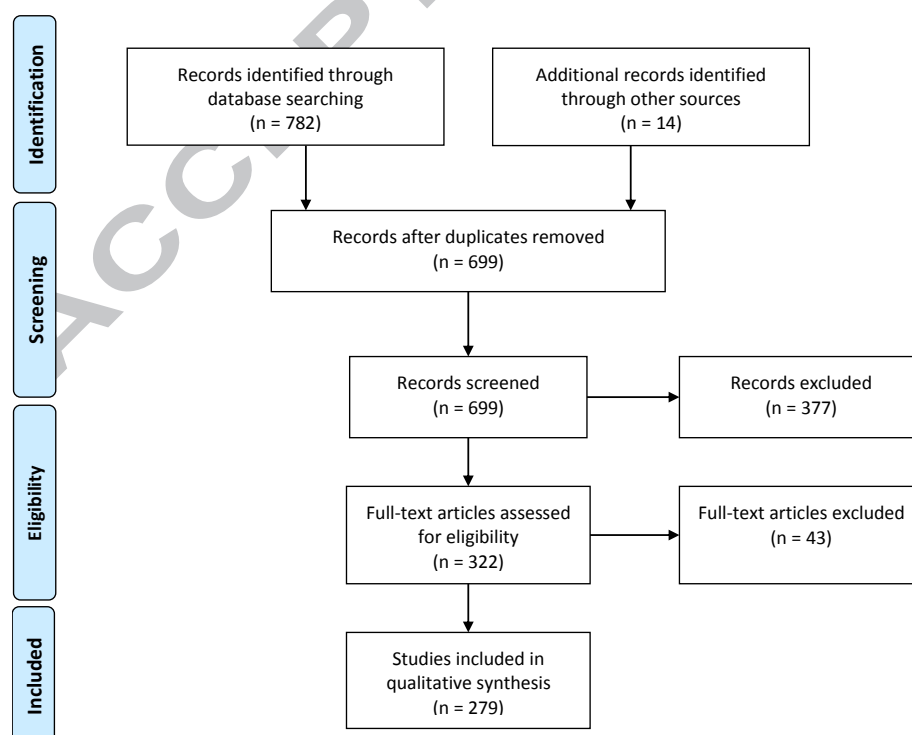 ACCEP
Identification
Records identified through
database searching
(n = 782)
Additional records identified
through other sources
(n = 14)
Screening
Records after duplicates removed
(n = 699)
Records screened
(n = 699)
Records excluded
(n = 377)
Eligibility
Full-text articles assessed
for eligibility
(n = 322)
Full-text articles excluded
(n = 43)
Included
Studies included in
qualitative synthesis
(n = 279)